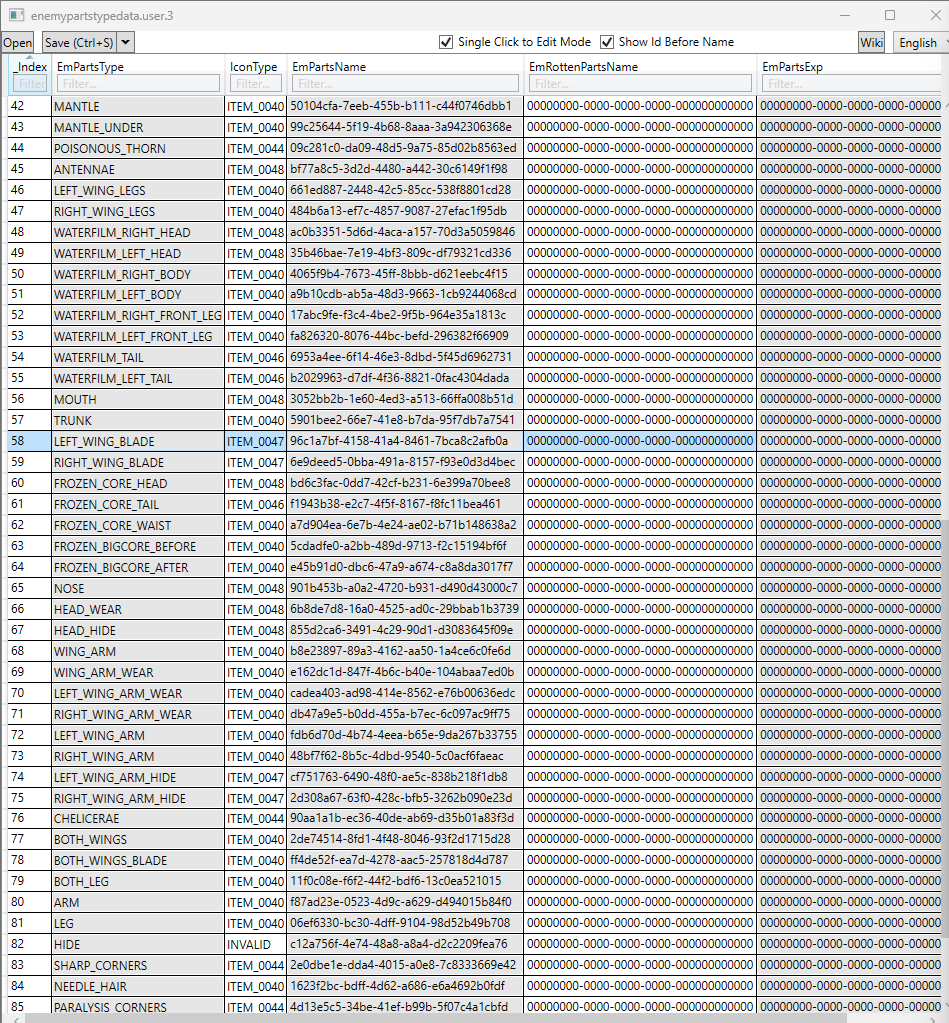 enemypartstypedata.user.3
Open Save (Ctrl+S) Single Click to Edit Mode Show Id Before Name Wiki English
_Index EmPartsType IconType EmPartsName EmRottenPartsName EmPartsExp
Filter Filter... Filter... Filter... Filter... Filter...
42 MANTLE ITEM_0040 50104cfa-7eeb-455b-b111-c44f0746dbb1 00000000-0000-0000-0000-000000000000 00000000-0000-0000-0000-00000
43 MANTLE_UNDER ITEM_0040 99c25644-5f19-4b68-8aaa-3a942306368e 00000000-0000-0000-0000-000000000000 00000000-0000-0000-0000-00000
44 POISONOUS_THORN ITEM_0044 09c281c0-da09-48d5-9a75-85d02b8563ed 00000000-0000-0000-0000-000000000000 00000000-0000-0000-0000-00000
45 ANTENNAE ITEM_0048 bf77a8c5-3d2d-4480-a442-30c6149f1f98 00000000-0000-0000-0000-000000000000 00000000-0000-0000-0000-00000
46 LEFT_WING_LEGS ITEM_0040 661ed887-2448-42c5-85cc-538f8801cd28 00000000-0000-0000-0000-000000000000 00000000-0000-0000-0000-00000
47 RIGHT_WING_LEGS ITEM_0040 484b6a13-ef7c-4857-9087-27efac1f95db 00000000-0000-0000-0000-000000000000 00000000-0000-0000-0000-00000
48 WATERFILM_RIGHT_HEAD ITEM_0048 ac0b3351-5d6d-4aca-a157-70d3a5059846 00000000-0000-0000-0000-000000000000 00000000-0000-0000-0000-00000
49 WATERFILM_LEFT_HEAD ITEM_0048 35b46bae-7e19-4bf3-809c-df79321cd336 00000000-0000-0000-0000-000000000000 00000000-0000-0000-0000-00000
50 WATERFILM_RIGHT_BODY ITEM_0040 4065f9b4-7673-45ff-8bbb-d621eebc4f15 00000000-0000-0000-0000-000000000000 00000000-0000-0000-0000-00000
51 WATERFILM_LEFT_BODY ITEM_0040 a9b10cdb-ab5a-48d3-9663-1cb9244068cd 00000000-0000-0000-0000-000000000000 00000000-0000-0000-0000-00000
52 WATERFILM_RIGHT_FRONT_LEG ITEM_0040 17abc9fe-f3c4-4be2-9f5b-964e35a1813c 00000000-0000-0000-0000-000000000000 00000000-0000-0000-0000-00000
53 WATERFILM_LEFT_FRONT_LEG ITEM_0040 fa826320-8076-44bc-befd-296382f66909 00000000-0000-0000-0000-000000000000 00000000-0000-0000-0000-00000
54 WATERFILM_TAIL ITEM_0046 6953a4ee-6f14-46e3-8dbd-5f45d6962731 00000000-0000-0000-0000-000000000000 00000000-0000-0000-0000-00000
55 WATERFILM_LEFT_TAIL ITEM_0046 b2029963-d7df-4f36-8821-0fac4304dada 00000000-0000-0000-0000-000000000000 00000000-0000-0000-0000-00000
56 MOUTH ITEM_0048 3052bb2b-1e60-4ed3-a513-66ffa008b51d 00000000-0000-0000-0000-000000000000 00000000-0000-0000-0000-00000
57 TRUNK ITEM_0040 5901bee2-66e7-41e8-b7da-95f7db7a7541 00000000-0000-0000-0000-000000000000 00000000-0000-0000-0000-00000
58 LEFT_WING_BLADE ITEM_0047 96c1a7bf-4158-41a4-8461-7bca8c2afb0a 00000000-0000-0000-0000-000000000000 00000000-0000-0000-0000-00000
59 RIGHT_WING_BLADE ITEM_0047 6e9deed5-0bba-491a-8157-f93e0d3d4bec 00000000-0000-0000-0000-000000000000 00000000-0000-0000-0000-00000
60 FROZEN_CORE_HEAD ITEM_0048 bd6c3fac-0dd7-42cf-b231-6e399a70bee8 00000000-0000-0000-0000-000000000000 00000000-0000-0000-0000-00000
61 FROZEN_CORE_TAIL ITEM_0046 f1943b38-e2c7-4f5f-8167-f8fc11bea461 00000000-0000-0000-0000-000000000000 00000000-0000-0000-0000-00000
62 FROZEN_CORE_WAIST ITEM_0040 a7d904ea-6e7b-4e24-ae02-b71b148638a2 00000000-0000-0000-0000-000000000000 00000000-0000-0000-0000-00000
63 FROZEN_BIGCORE_BEFORE ITEM_0040 5cdadfe0-a2bb-489d-9713-f2c15194bf6f 00000000-0000-0000-0000-000000000000 00000000-0000-0000-0000-00000
64 FROZEN_BIGCORE_AFTER ITEM_0040 e45b91d0-dbc6-47a9-a674-c8a8da3017f7 00000000-0000-0000-0000-000000000000 00000000-0000-0000-0000-00000
65 NOSE ITEM_0048 901b453b-a0a2-4720-b931-d490d43000c7 00000000-0000-0000-0000-000000000000 00000000-0000-0000-0000-00000
66 HEAD_WEAR ITEM_0048 6b8de7d8-16a0-4525-ad0c-29bbab1b3739 00000000-0000-0000-0000-000000000000 00000000-0000-0000-0000-00000
67 HEAD_HIDE ITEM_0048 855d2ca6-3491-4c29-90d1-d3083645f09e 00000000-0000-0000-0000-000000000000 00000000-0000-0000-0000-00000
68 WING_ARM ITEM_0040 b8e23897-89a3-4162-aa50-1a4ce6c0fe6d 00000000-0000-0000-0000-000000000000 00000000-0000-0000-0000-00000
69 WING_ARM_WEAR ITEM_0040 e162dc1d-847f-4b6c-b40e-104abaa7ed0b 00000000-0000-0000-0000-000000000000 00000000-0000-0000-0000-00000
70 LEFT_WING_ARM_WEAR ITEM_0040 cadea403-ad98-414e-8562-e76b00636edc 00000000-0000-0000-0000-000000000000 00000000-0000-0000-0000-00000
71 RIGHT_WING_ARM_WEAR ITEM_0040 db47a9e5-b0dd-455a-b7ec-6c097ac9ff75 00000000-0000-0000-0000-000000000000 00000000-0000-0000-0000-00000
72 LEFT_WING_ARM ITEM_0040 fdb6d70d-4b74-4eea-b65e-9da267b33755 00000000-0000-0000-0000-000000000000 00000000-0000-0000-0000-00000
73 RIGHT_WING_ARM ITEM_0040 48bf7f62-8b5c-4dbd-9540-5c0acf6faeac 00000000-0000-0000-0000-000000000000 00000000-0000-0000-0000-00000
74 LEFT_WING_ARM_HIDE ITEM_0047 cf751763-6490-48f0-ae5c-838b218f1db8 00000000-0000-0000-0000-000000000000 00000000-0000-0000-0000-00000
75 RIGHT_WING_ARM_HIDE ITEM_0047 2d308a67-63f0-428c-bfb5-3262b090e23d 00000000-0000-0000-0000-000000000000 00000000-0000-0000-0000-00000
76 CHELICERAE ITEM_0044 90aa1a1b-ec36-40de-ab69-d35b01a83f3d 00000000-0000-0000-0000-000000000000 00000000-0000-0000-0000-00000
77 BOTH_WINGS ITEM_0040 2de74514-8fd1-4f48-8046-93f2d1715d28 00000000-0000-0000-0000-000000000000 00000000-0000-0000-0000-00000
78 BOTH_WINGS_BLADE ITEM_0040 ff4de52f-ea7d-4278-aac5-257818d4d787 00000000-0000-0000-0000-000000000000 00000000-0000-0000-0000-00000
79 BOTH_LEG ITEM_0040 11f0c08e-f6f2-44f2-bdf6-13c0ea521015 00000000-0000-0000-0000-000000000000 00000000-0000-0000-0000-00000
80 ARM ITEM_0040 f87ad23e-0523-4d9c-a629-d494015b84f0 00000000-0000-0000-0000-000000000000 00000000-0000-0000-0000-00000
81 LEG ITEM_0040 06ef6330-bc30-4dff-9104-98d52b49b708 00000000-0000-0000-0000-000000000000 00000000-0000-0000-0000-00000
82 HIDE INVALID c12a756f-4e74-48a8-a8a4-d2c2209fea76 00000000-0000-0000-0000-000000000000 00000000-0000-0000-0000-00000
83 SHARP_CORNERS ITEM_0044 2e0dbe1e-dda4-4015-a0e8-7c8333669e42 00000000-0000-0000-0000-000000000000 00000000-0000-0000-0000-00000
84 NEEDLE_HAIR ITEM_0040 1623f2bc-bdff-4d62-a686-e6a4692b0fdf 00000000-0000-0000-0000-000000000000 00000000-0000-0000-0000-00000
85 PARALYSIS_CORNERS ITEM_0044 4d13e5c5-34be-41ef-b99b-5f07c4a1cbfd 00000000-0000-0000-0000-000000000000 00000000-0000-0000-0000-00000